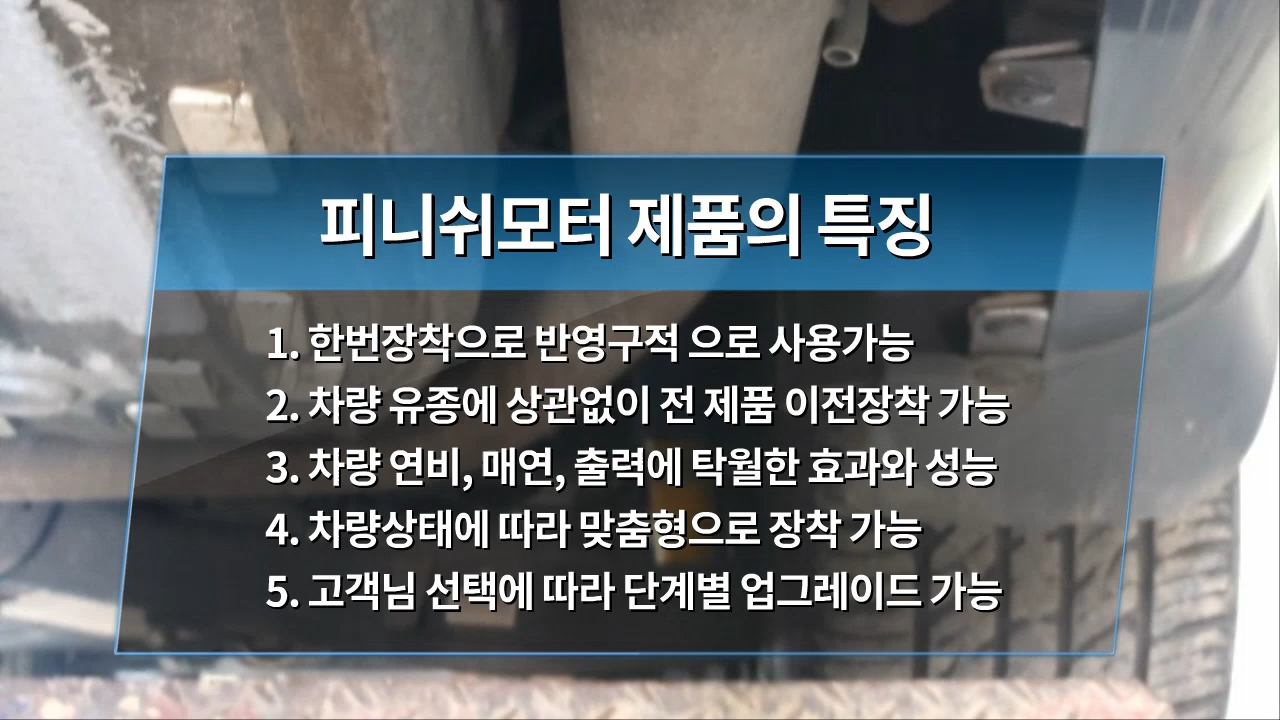 피니쉬모터 제품의 특징
1. 한번장착으로 반영구적 으로 사용가능
2. 차량 유종에 상관없이 전 제품 이전장착 가능
3. 차량 연비, 매연, 출력에 탁월한 효과와 성능
4. 차량상태에 따라 맞춤형으로 장착 가능
5. 고객님 선택에 따라 단계별 업그레이드 가능